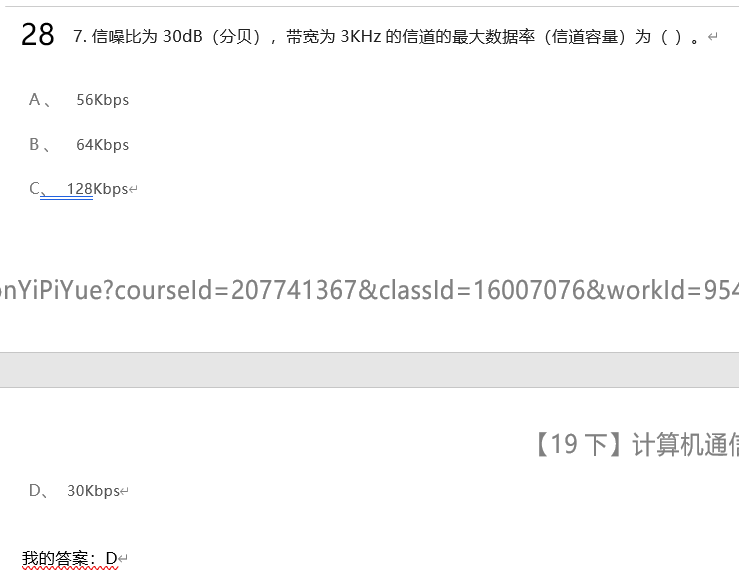 28 7. 信噪比为 30dB（分贝），带宽为 3KHz 的信道的最大数据率（信道容量）为（ ）。↵
A 、 56Kbps
B 、 64Kbps
C、 128Kbps↵
onYiPiYue?courseId=207741367&classId=16007076&workId=954
【19 下】计算机通信
D、 30Kbps↵
我的答案：D↵